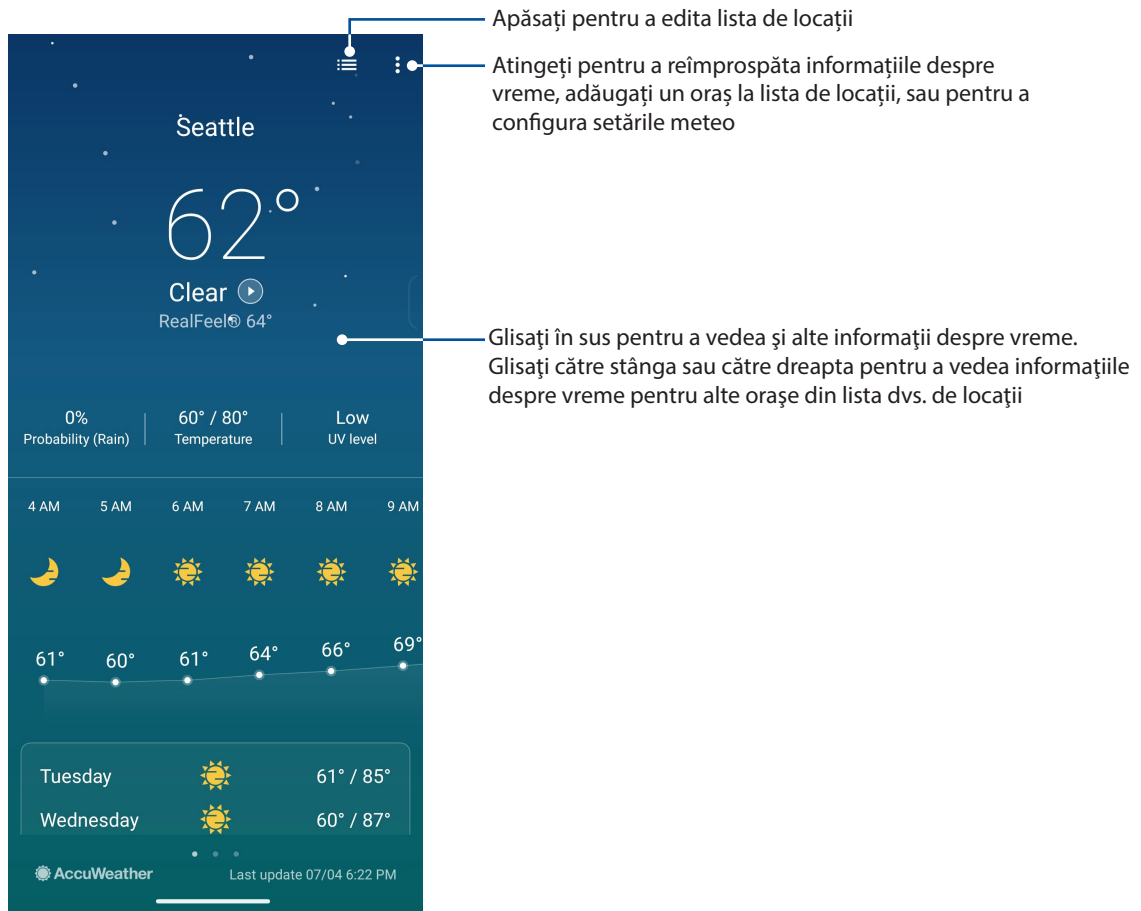 Apăsați pentru a edita lista de locații
Atingeți pentru a reîmprospăta informațiile despre
vreme, adăugați un oraș la lista de locații, sau pentru a
configura setările meteo
Seattle
62°
Clear
RealFeel® 64°
Glisați în sus pentru a vedea şi alte informaţii despre vreme.
Glisaţi către stânga sau către dreapta pentru a vedea informaţiile
despre vreme pentru alte oraşe din lista dvs. de locaţii
0% 60° / 80° Low
Probability (Rain) Temperature UV level
4 AM 5 AM 6 AM 7 AM 8 AM 9 AM
61° 60° 61° 64° 66° 69°
Tuesday 61° / 85°
Wednesday 60° / 87°
AccuWeather Last update 07/04 6:22 PM